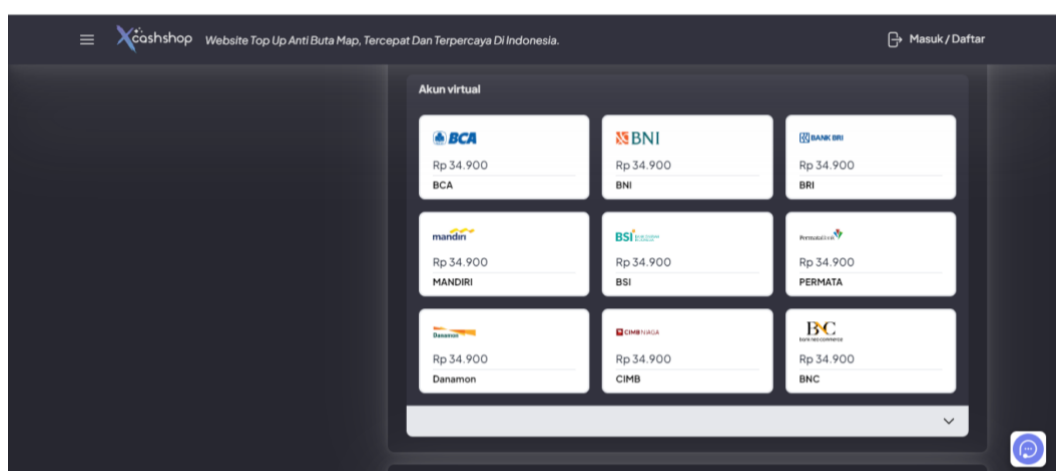 Xcashshop Website Top Up Anti Buta Map, Tercepat Dan Terpercaya Di Indonesia. Masuk / Daftar
Akun virtual
BCA BNI BANK BRI
Rp 34.900 Rp 34.900 Rp 34.900
BCA BNI BRI
mandiri BSI PermataBank
Rp 34.900 Rp 34.900 Rp 34.900
MANDIRI BSI PERMATA
Danamon CIMB NIAGA BNC
Rp 34.900 Rp 34.900 Rp 34.900
Danamon CIMB BNC